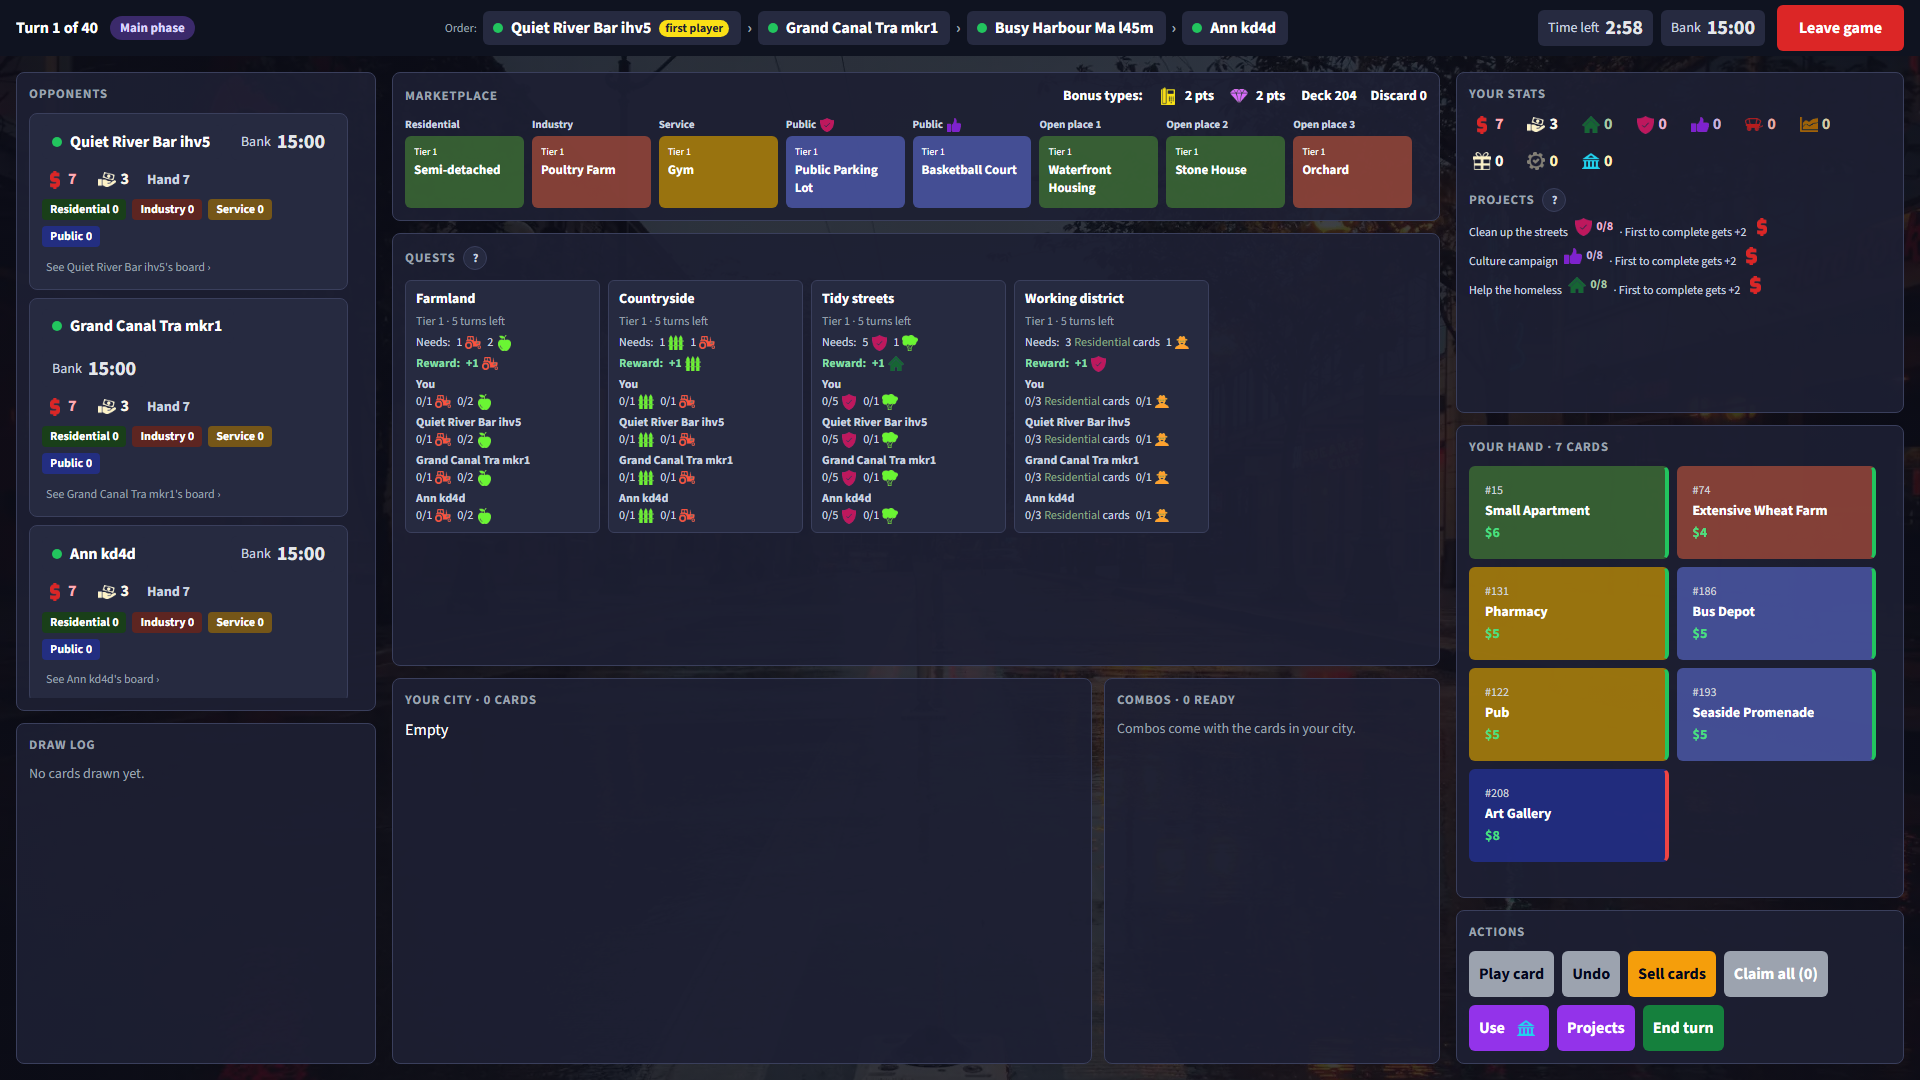 Turn 1 of 40
Main phase
Order:
Quiet River Bar ihv5 first player › Grand Canal Tra mkr1 › Busy Harbour Ma l45m › Ann kd4d
Time left 2:58
Bank 15:00
Leave game
OPPONENTS
Quiet River Bar ihv5
Bank 15:00
7 3 Hand 7
Residential 0 Industry 0 Service 0
Public 0
See Quiet River Bar ihv5's board ›
Grand Canal Tra mkr1
Bank 15:00
7 3 Hand 7
Residential 0 Industry 0 Service 0
Public 0
See Grand Canal Tra mkr1's board ›
Ann kd4d
Bank 15:00
7 3 Hand 7
Residential 0 Industry 0 Service 0
Public 0
See Ann kd4d's board ›
DRAW LOG
No cards drawn yet.
MARKETPLACE
Bonus types: 2 pts 2 pts Deck 204 Discard 0
Residential
Tier 1
Semi-detached
Industry
Tier 1
Poultry Farm
Service
Tier 1
Gym
Public
Tier 1
Public Parking
Lot
Public
Tier 1
Basketball Court
Open place 1
Tier 1
Waterfront
Housing
Open place 2
Tier 1
Stone House
Open place 3
Tier 1
Orchard
QUESTS ?
Farmland
Tier 1 · 5 turns left
Needs: 1 2
Reward: +1
You
0/1 0/2
Quiet River Bar ihv5
0/1 0/2
Grand Canal Tra mkr1
0/1 0/2
Ann kd4d
0/1 0/2
Countryside
Tier 1 · 5 turns left
Needs: 1 1
Reward: +1
You
0/1 0/1
Quiet River Bar ihv5
0/1 0/1
Grand Canal Tra mkr1
0/1 0/1
Ann kd4d
0/1 0/1
Tidy streets
Tier 1 · 5 turns left
Needs: 5 1
Reward: +1
You
0/5 0/1
Quiet River Bar ihv5
0/5 0/1
Grand Canal Tra mkr1
0/5 0/1
Ann kd4d
0/5 0/1
Working district
Tier 1 · 5 turns left
Needs: 3 Residential cards 1
Reward: +1
You
0/3 Residential cards 0/1
Quiet River Bar ihv5
0/3 Residential cards 0/1
Grand Canal Tra mkr1
0/3 Residential cards 0/1
Ann kd4d
0/3 Residential cards 0/1
YOUR CITY · 0 CARDS
Empty
COMBOS · 0 READY
Combos come with the cards in your city.
YOUR STATS
7 3 0 0 0 0 0
0 0 0
PROJECTS ?
Clean up the streets 0/8 · First to complete gets +2
Culture campaign 0/8 · First to complete gets +2
Help the homeless 0/8 · First to complete gets +2
YOUR HAND · 7 CARDS
#15
Small Apartment
$6
#74
Extensive Wheat Farm
$4
#131
Pharmacy
$5
#186
Bus Depot
$5
#122
Pub
$5
#193
Seaside Promenade
$5
#208
Art Gallery
$8
ACTIONS
Play card
Undo
Sell cards
Claim all (0)
Use
Projects
End turn